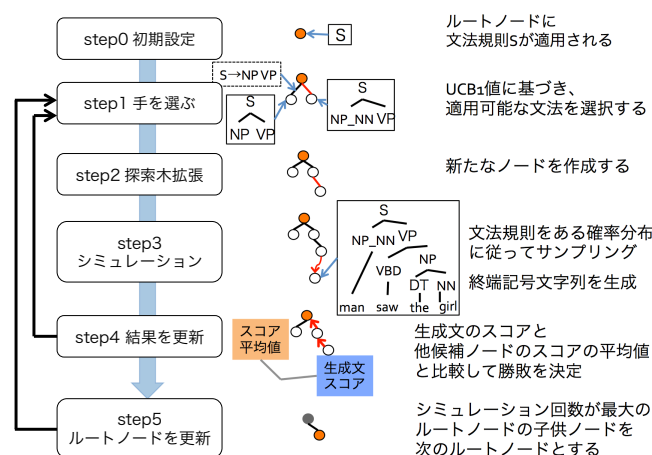 step0 初期設定
S
ルートノードに
文法規則Sが適用される
step1 手を選ぶ
S→NP VP
S
NP VP
S
NP_NN VP
UCB₁値に基づき、
適用可能な文法を選択する
step2 探索木拡張
新たなノードを作成する
step3
シミュレーション
S
NP_NN VP
VBD NP
DT NN
man saw the girl
文法規則をある確率分布
に従ってサンプリング
終端記号文字列を生成
step4 結果を更新
スコア
平均値
生成文
スコア
生成文のスコアと
他候補ノードのスコアの平均値
と比較して勝敗を決定
step5
ルートノードを更新
シミュレーション回数が最大の
ルートノードの子供ノードを
次のルートノードとする